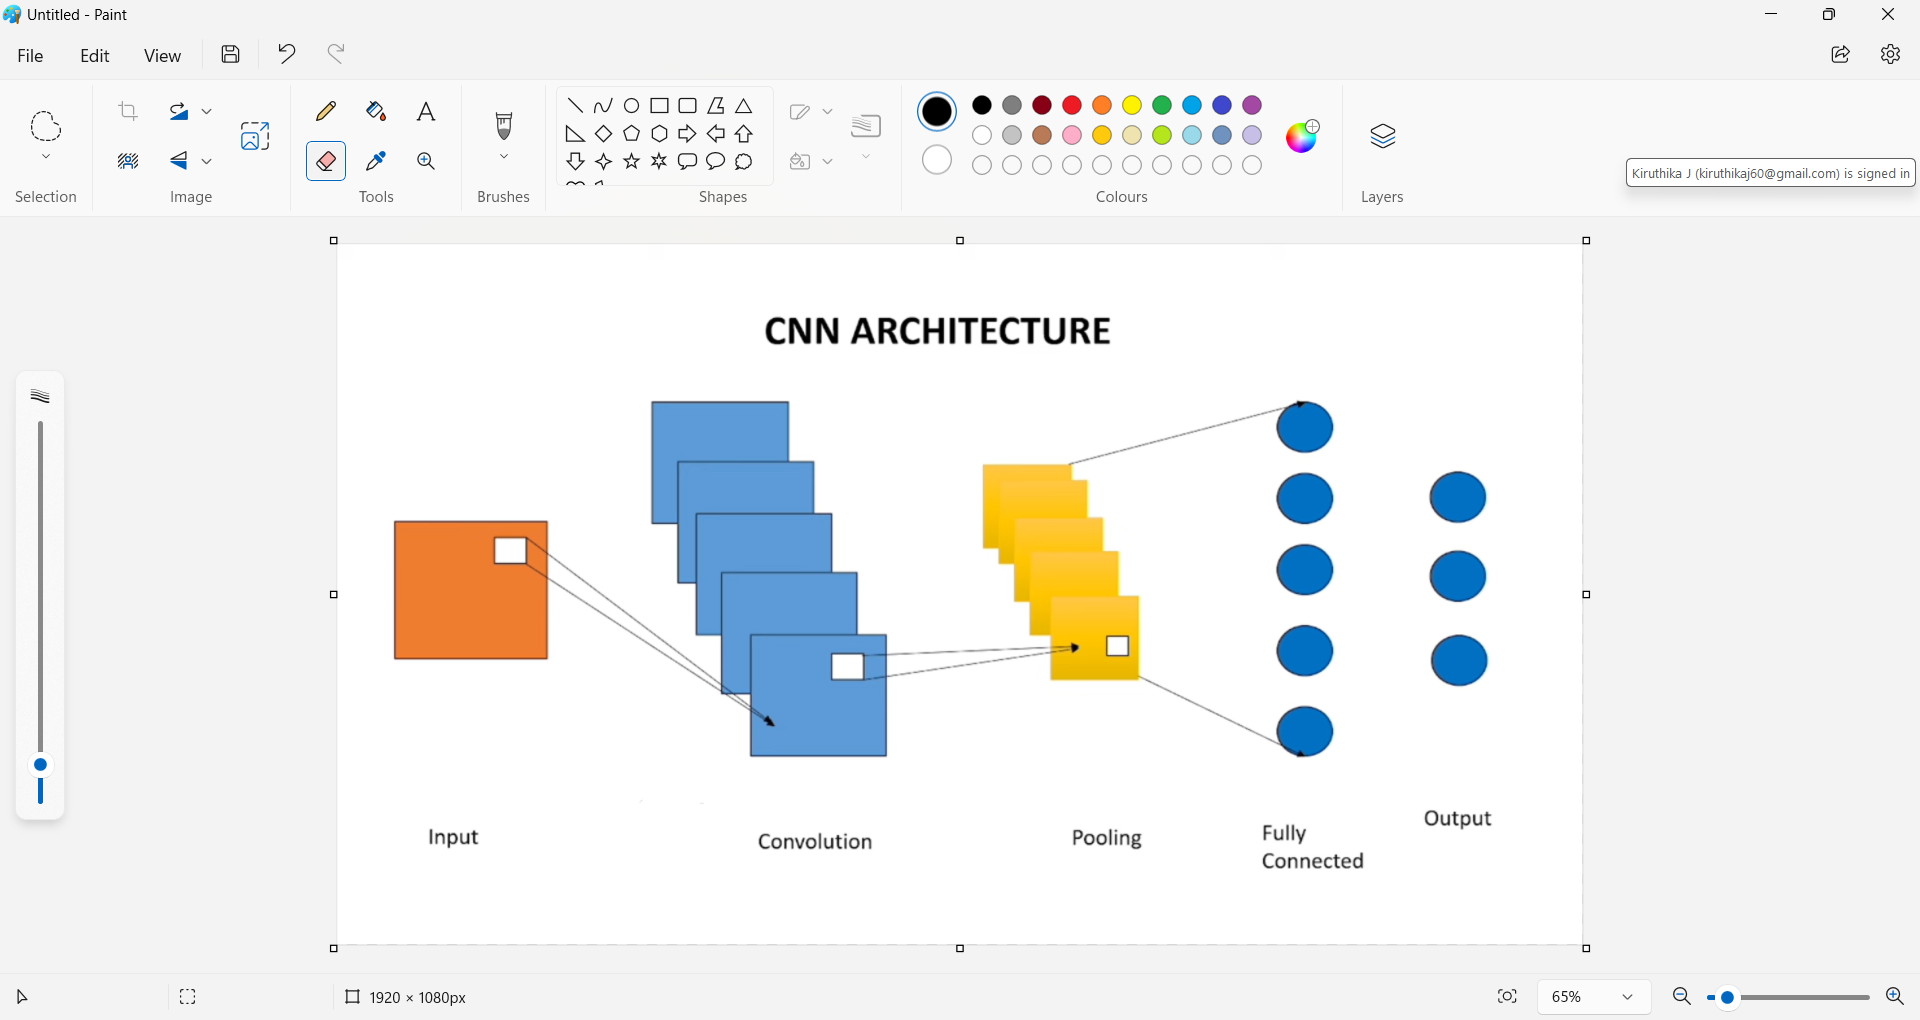 Untitled - Paint
File Edit View
Kiruthika J (kiruthikaj60@gmail.com) is signed in
Selection Image Tools Brushes Shapes Colours Layers
CNN ARCHITECTURE
Input Convolution Pooling Fully Connected Output
1920 × 1080px 65%